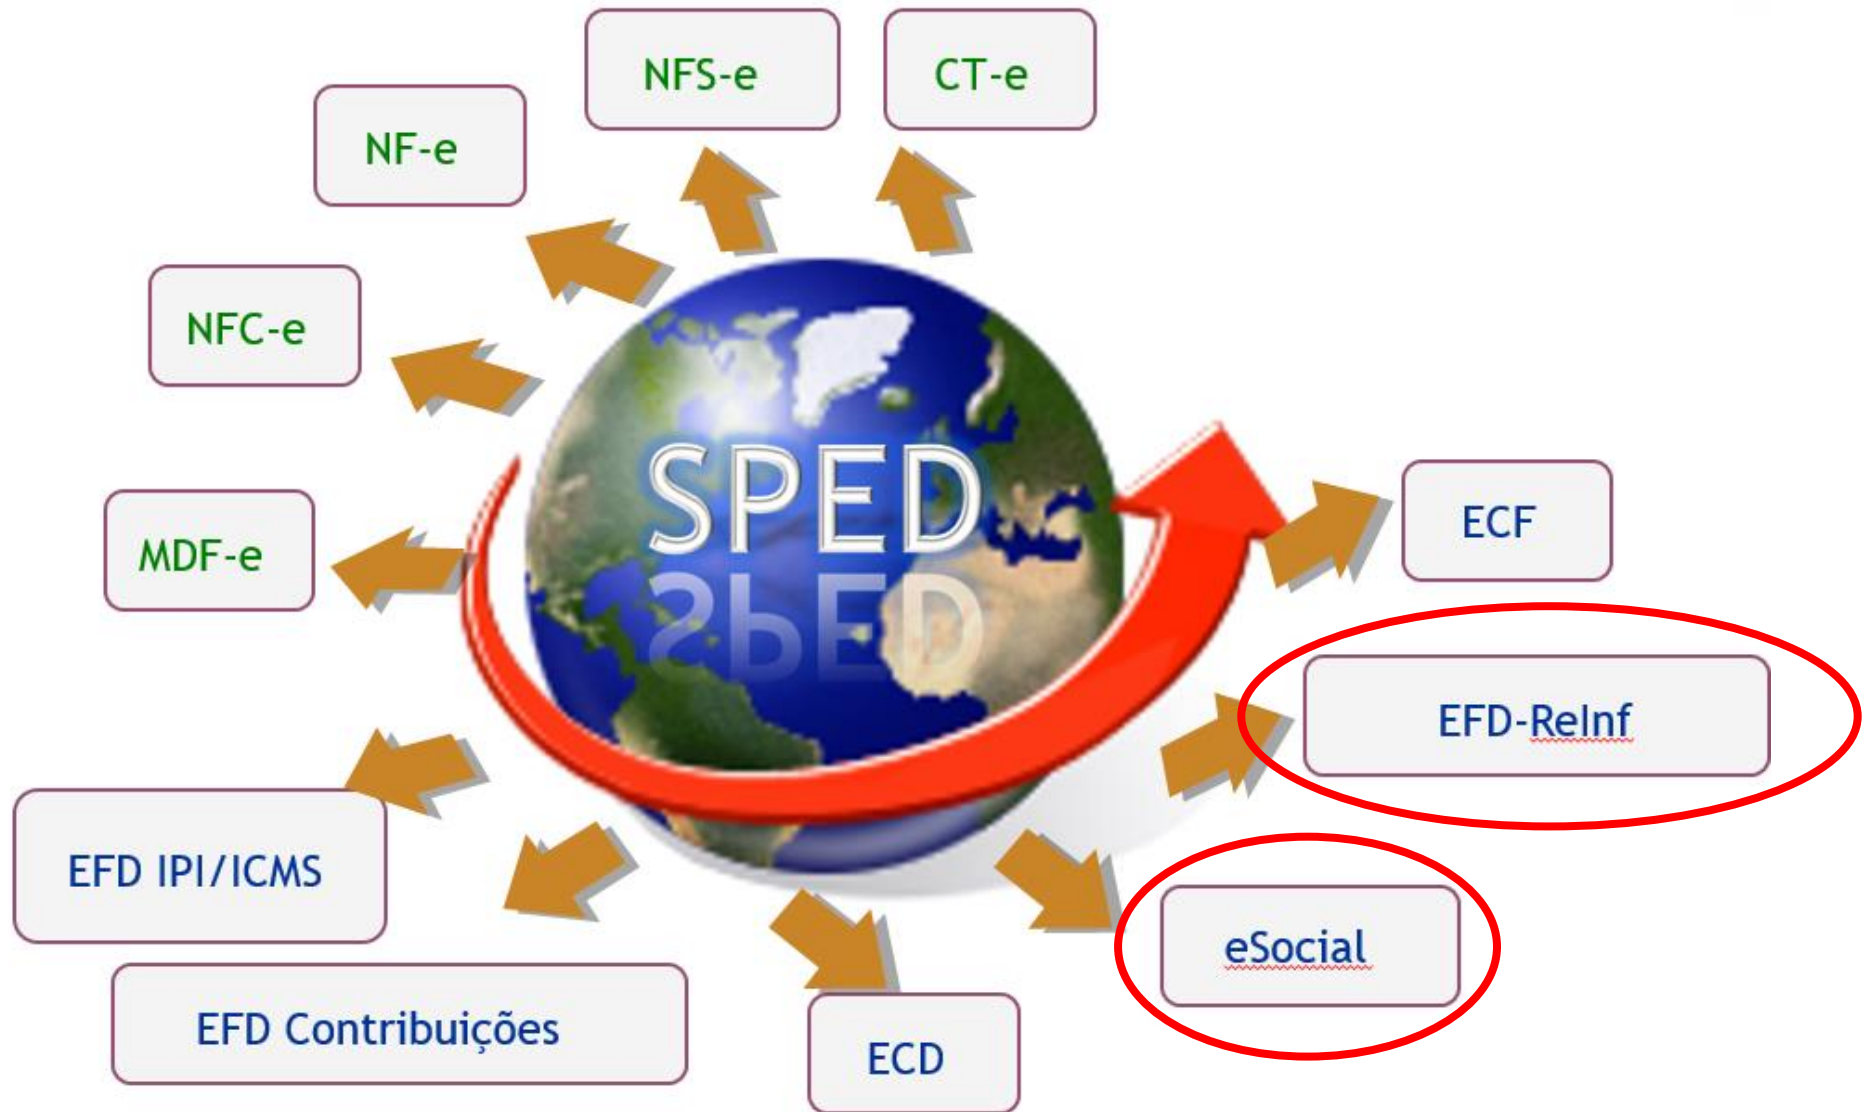 NFS-e
CT-e
NF-e
NFC-e
SPED
MDF-e
ECF
EFD-ReInf
EFD IPI/ICMS
eSocial
EFD Contribuições
ECD